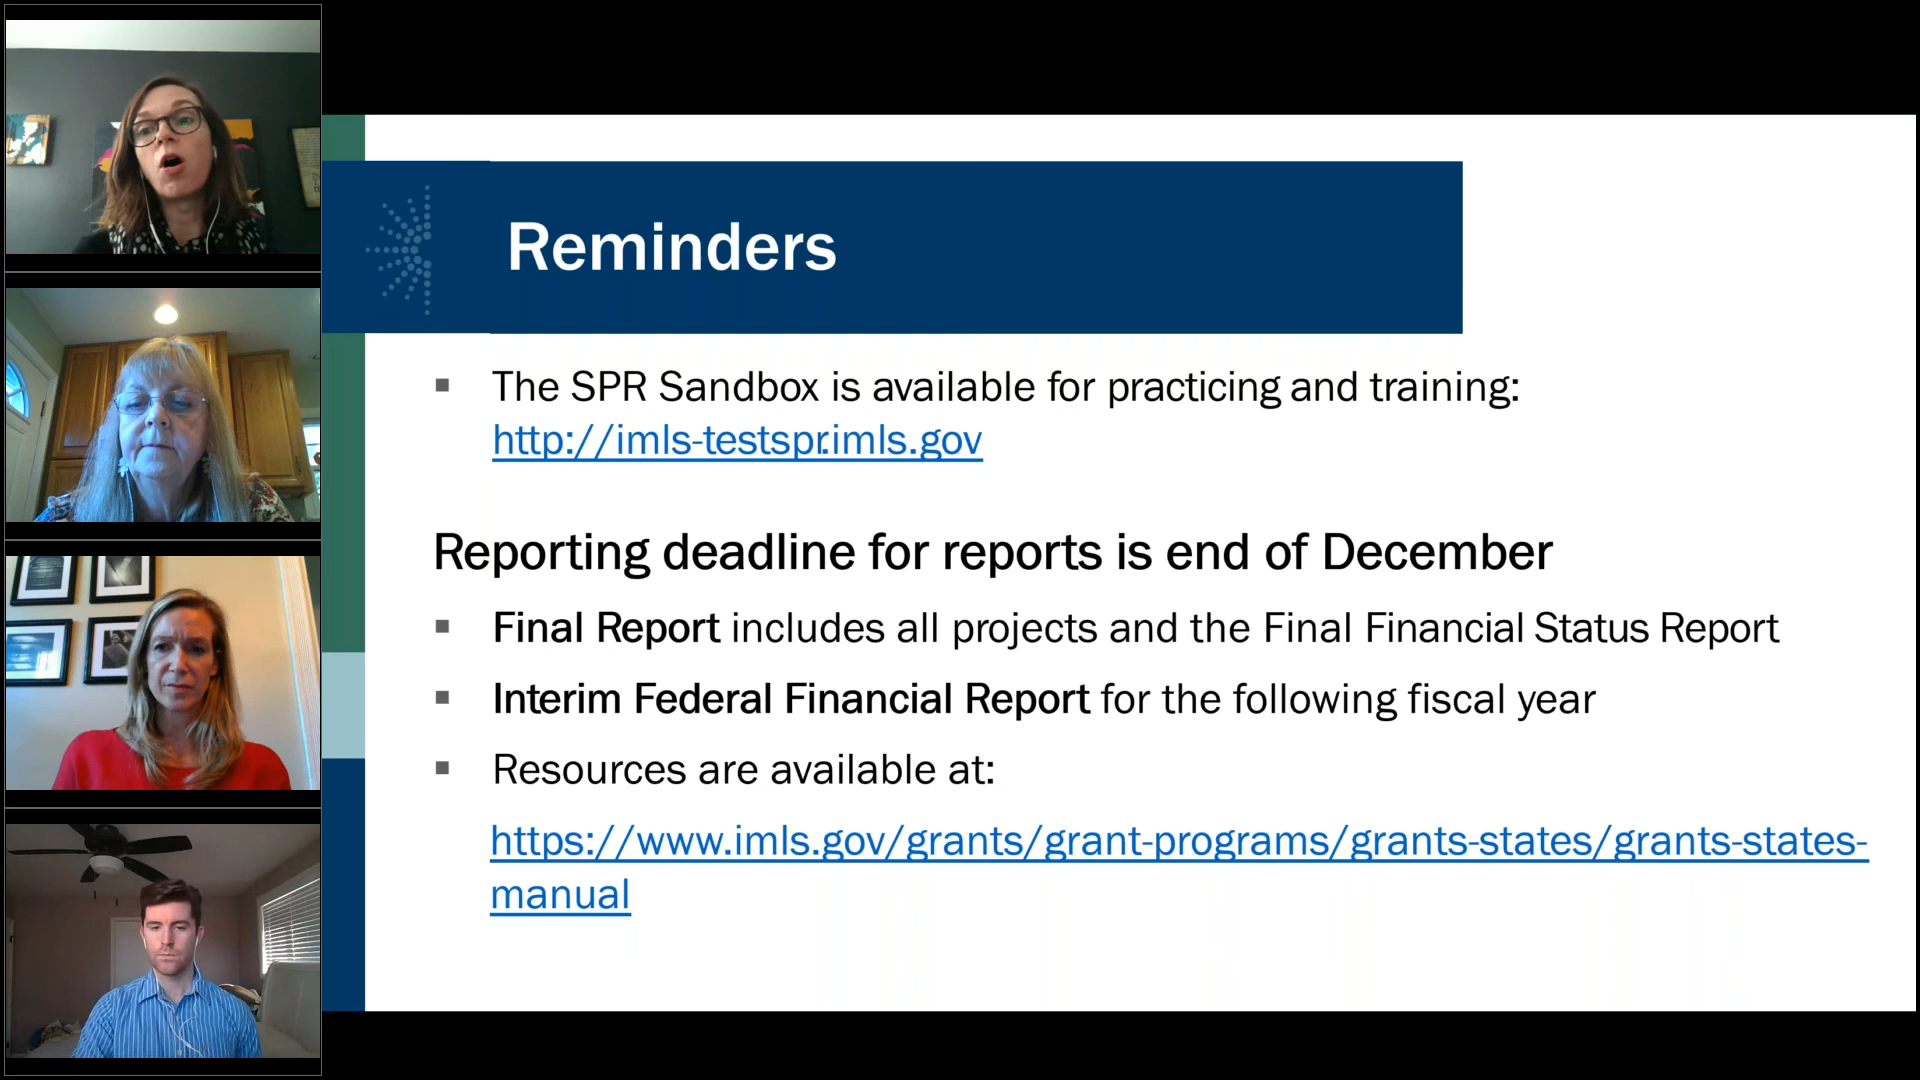 Reminders
▪ The SPR Sandbox is available for practicing and training:
http://imls-testspr.imls.gov
Reporting deadline for reports is end of December
▪ Final Report includes all projects and the Final Financial Status Report
▪ Interim Federal Financial Report for the following fiscal year
▪ Resources are available at:
https://www.imls.gov/grants/grant-programs/grants-states/grants-states-
manual